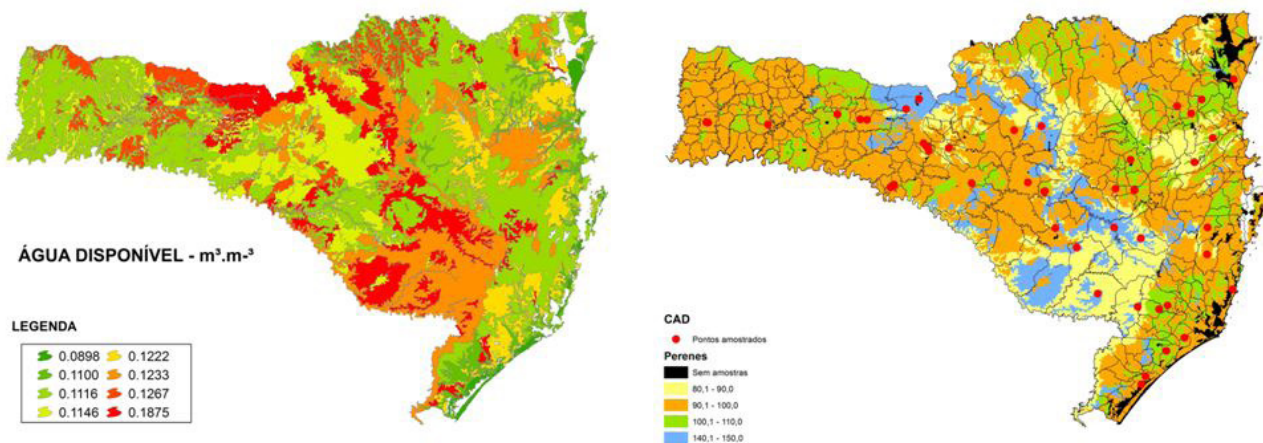 ÁGUA DISPONÍVEL - m³.m-³
LEGENDA
0.0898 0.1222
0.1100 0.1233
0.1116 0.1267
0.1146 0.1875
CAD
Pontos amostrados
Perenes
Sem amostras
80,1 - 90,0
90,1 - 100,0
100,1 - 110,0
140,1 - 150,0